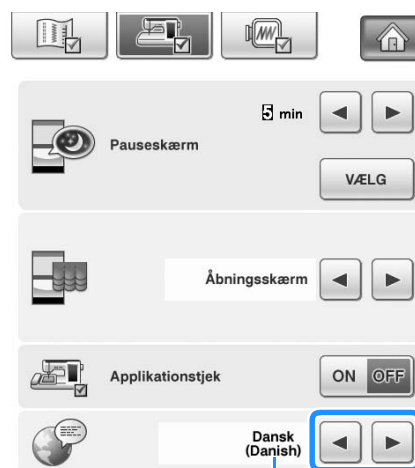 5 min
Pauseskærm
VÆLG
Åbningsskærm
Applikationstjek
ON OFF
Dansk
(Danish)